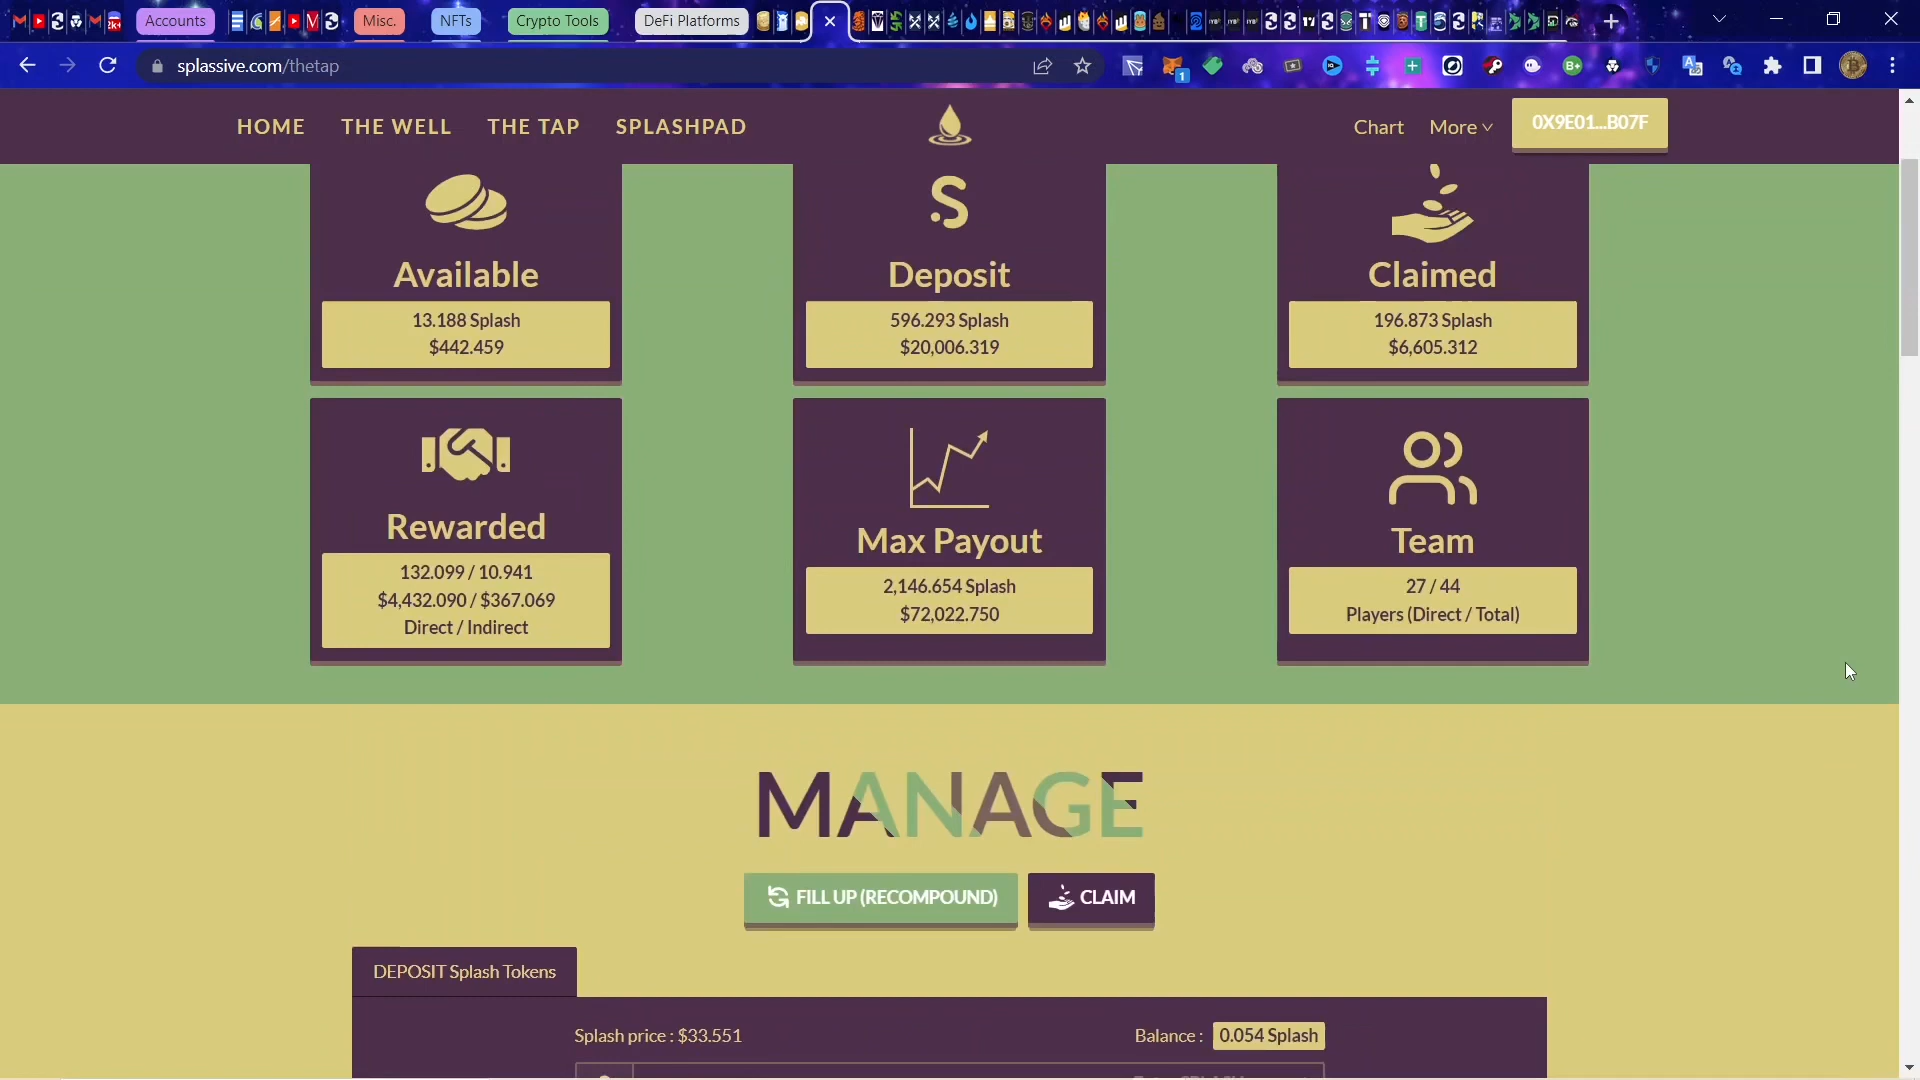 Accounts
Misc.
NFTs
Crypto Tools
DeFi Platforms
splassive.com/thetap
1
HOME
THE WELL
THE TAP
SPLASHPAD
Chart
More
0X9E01...B07F
Available
13.188 Splash
$442.459
Deposit
596.293 Splash
$20,006.319
Claimed
196.873 Splash
$6,605.312
Rewarded
132.099 / 10.941
$4,432.090 / $367.069
Direct / Indirect
Max Payout
2,146.654 Splash
$72,022.750
Team
27 / 44
Players (Direct / Total)
MANAGE
FILL UP (RECOMPOUND)
CLAIM
DEPOSIT Splash Tokens
Splash price : $33.551
Balance :
0.054 Splash